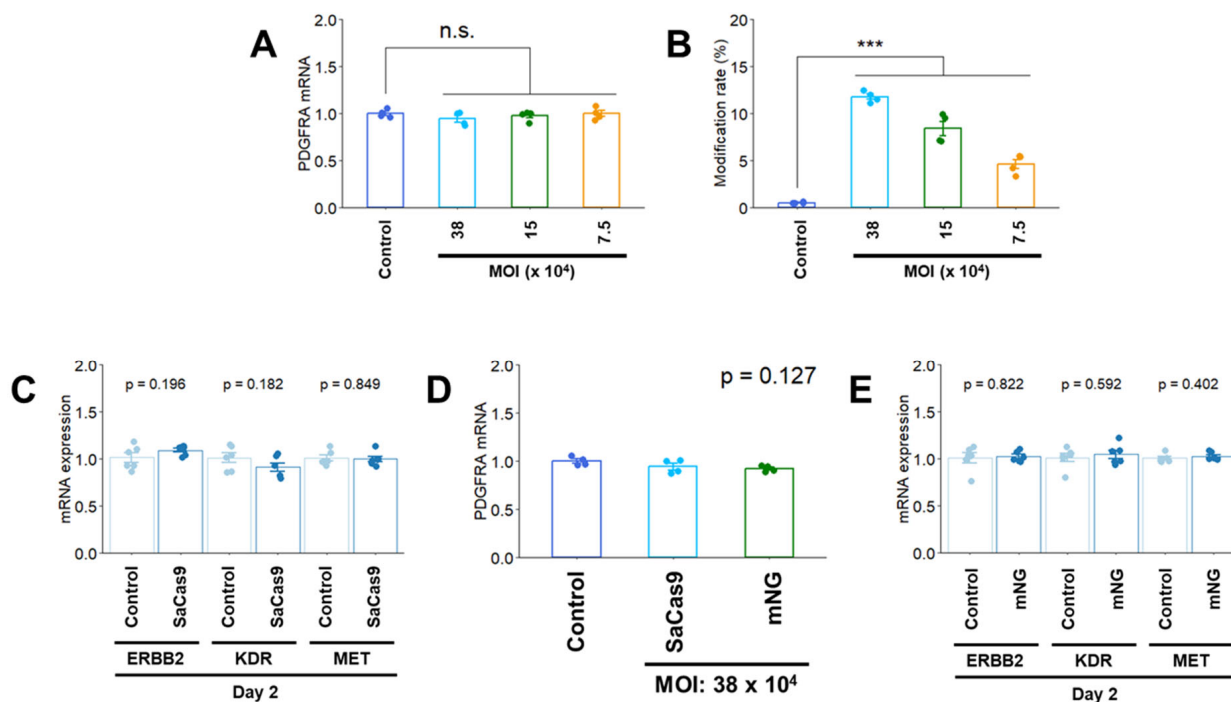 A
PDGFRA mRNA
2.0
1.5
1.0
0.5
0.0
n.s.
Control
38
15
7.5
MOI (x 10⁴)
B
Modification rate (%)
20
15
10
5
0
***
Control
38
15
7.5
MOI (x 10⁴)
C
mRNA expression
2.0
1.5
1.0
0.5
0.0
p = 0.196 p = 0.182 p = 0.849
Control SaCas9 Control SaCas9 Control SaCas9
ERBB2 KDR MET
Day 2
D
PDGFRA mRNA
2.0
1.5
1.0
0.5
0.0
p = 0.127
Control SaCas9 mNG
MOI: 38 x 10⁴
E
mRNA expression
2.0
1.5
1.0
0.5
0.0
p = 0.822 p = 0.592 p = 0.402
Control mNG Control mNG Control mNG
ERBB2 KDR MET
Day 2